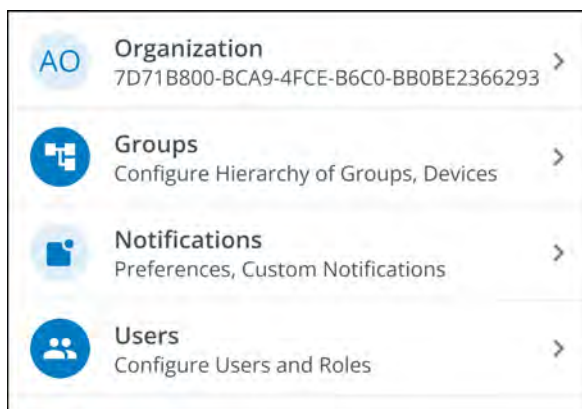 AO
Organization
7D71B800-BCA9-4FCE-B6C0-BB0BE2366293
Groups
Configure Hierarchy of Groups, Devices
Notifications
Preferences, Custom Notifications
Users
Configure Users and Roles